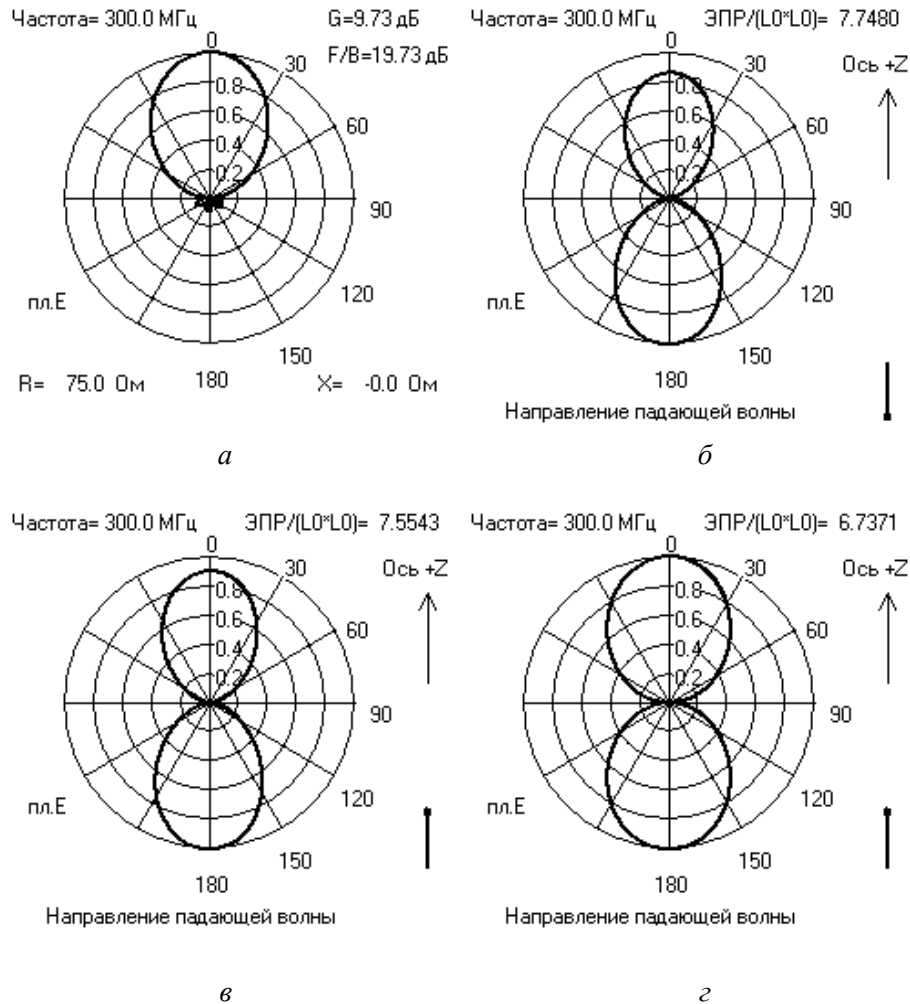 Частота= 300.0 МГц G=9.73 дБ
F/B=19.73 дБ
0
30
60
90
120
150
180
0.8
0.6
0.4
0.2
пл.Е
R= 75.0 Ом X= -0.0 Ом
а
Частота= 300.0 МГц ЭПР/(L0*L0)= 7.7480
Ось +Z
0
30
60
90
120
150
180
0.8
0.6
0.4
0.2
пл.Е
Направление падающей волны
б
Частота= 300.0 МГц ЭПР/(L0*L0)= 7.5543
Ось +Z
0
30
60
90
120
150
180
0.8
0.6
0.4
0.2
пл.Е
Направление падающей волны
в
Частота= 300.0 МГц ЭПР/(L0*L0)= 6.7371
Ось +Z
0
30
60
90
120
150
180
0.8
0.6
0.4
0.2
пл.Е
Направление падающей волны
г